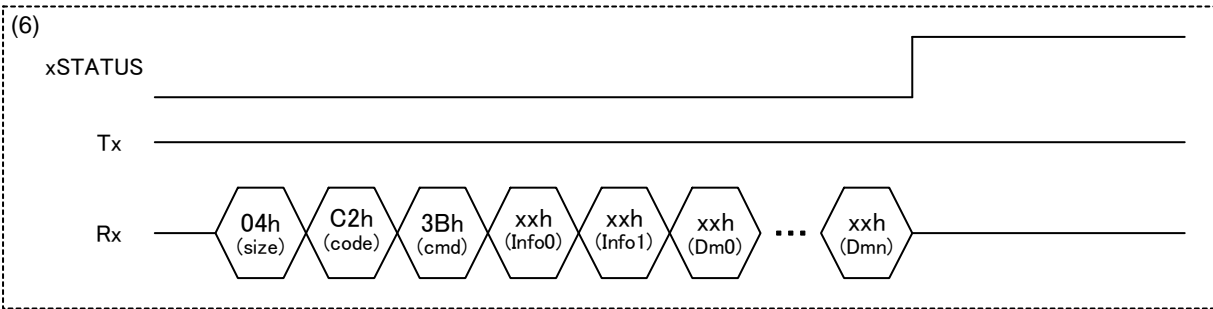 (6)
xSTATUS
Tx
Rx
04h
(size)
C2h
(code)
3Bh
(cmd)
xxh
(Info0)
xxh
(Info1)
xxh
(Dm0)
•••
xxh
(Dmn)